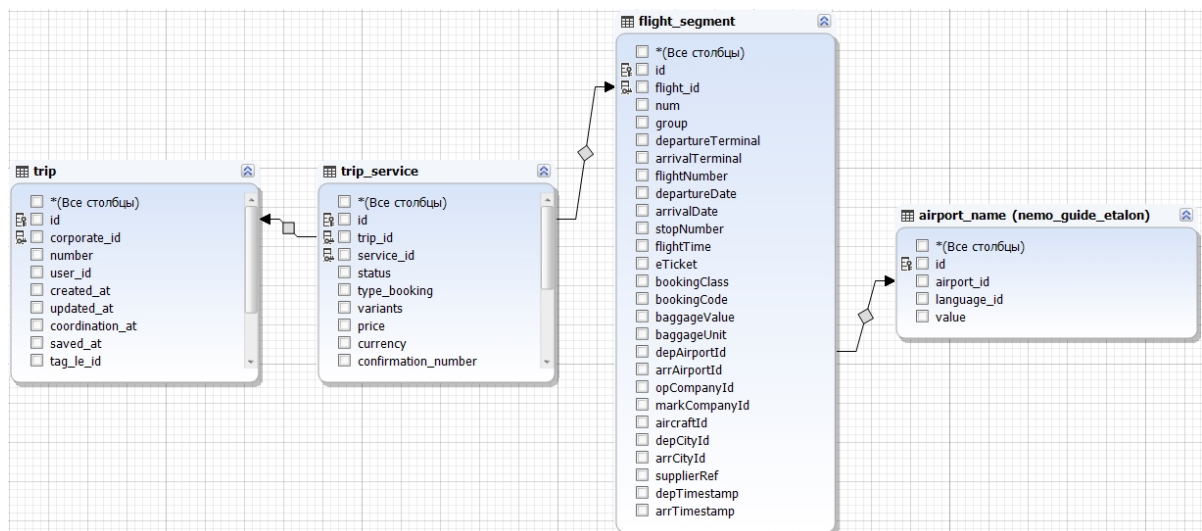 trip
*(Все столбцы)
id
corporate_id
number
user_id
created_at
updated_at
coordination_at
saved_at
tag_le_id
trip_service
*(Все столбцы)
id
trip_id
service_id
status
type_booking
variants
price
currency
confirmation_number
flight_segment
*(Все столбцы)
id
flight_id
num
group
departureTerminal
arrivalTerminal
flightNumber
departureDate
arrivalDate
stopNumber
flightTime
eTicket
bookingClass
bookingCode
baggageValue
baggageUnit
depAirportId
arrAirportId
opCompanyId
markCompanyId
aircraftId
depCityId
arrCityId
supplierRef
depTimestamp
arrTimestamp
airport_name (nemo_guide_etalon)
*(Все столбцы)
id
airport_id
language_id
value